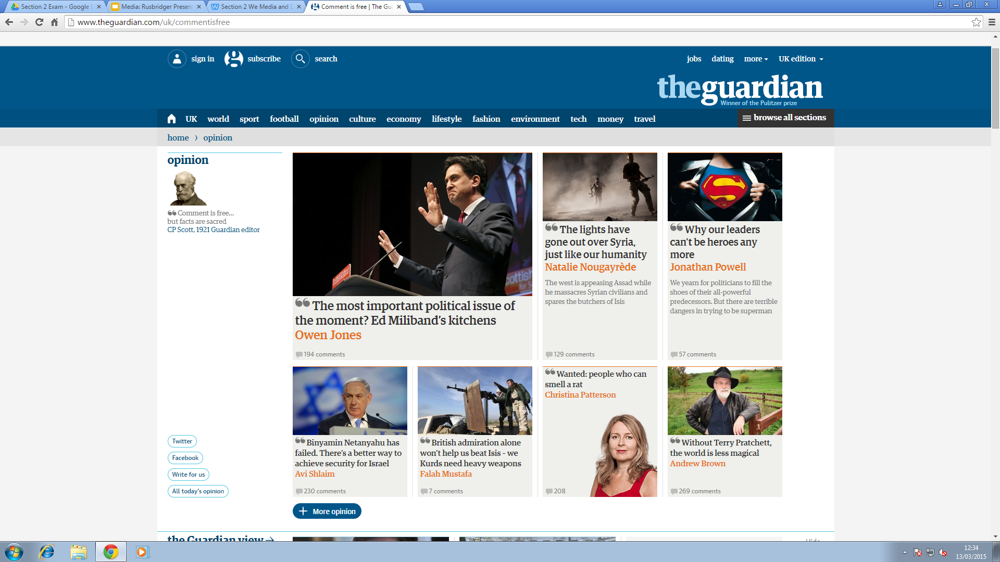 Section 2 Exam - Google
Media: Rusbridger Presen
Section 2 We Media and
Comment is free | The Gu
www.theguardian.com/uk/commentisfree
sign in
subscribe
search
jobs
dating
more
UK edition
theguardian
Winner of the Pulitzer prize
UK world sport football opinion culture economy lifestyle fashion environment tech money travel
browse all sections
home › opinion
opinion
Comment is free...
but facts are sacred
CP Scott, 1921 Guardian editor
Twitter
Facebook
Write for us
All today's opinion
The most important political issue of
the moment? Ed Miliband's kitchens
Owen Jones
194 comments
The lights have
gone out over Syria,
just like our humanity
Natalie Nougayrède
The west is appeasing Assad while
he massacres Syrian civilians and
spares the butchers of Isis
129 comments
Why our leaders
can't be heroes any
more
Jonathan Powell
We yearn for politicians to fill the
shoes of their all-powerful
predecessors. But there are terrible
dangers in trying to be superman
57 comments
Binyamin Netanyahu has
failed. There's a better way to
achieve security for Israel
Avi Shlaim
230 comments
British admiration alone
won't help us beat Isis – we
Kurds need heavy weapons
Falah Mustafa
7 comments
Wanted: people who can
smell a rat
Christina Patterson
208
Without Terry Pratchett,
the world is less magical
Andrew Brown
269 comments
More opinion
the Guardian view →
12:34
13/03/2015